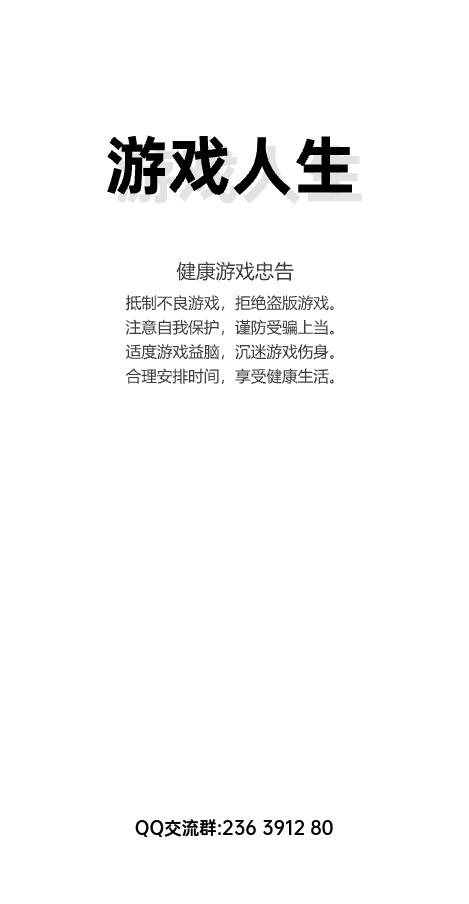 游戏人生
健康游戏忠告
抵制不良游戏，拒绝盗版游戏。
注意自我保护，谨防受骗上当。
适度游戏益脑，沉迷游戏伤身。
合理安排时间，享受健康生活。
QQ交流群:236 3912 80